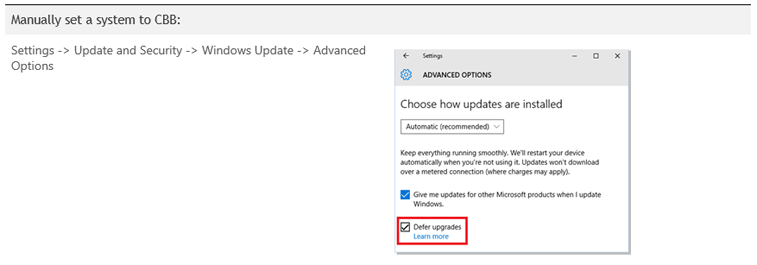 Manually set a system to CBB:
Settings -> Update and Security -> Windows Update -> Advanced
Options
Settings
ADVANCED OPTIONS
Choose how updates are installed
Automatic (recommended)
Keep everything running smoothly. We'll restart your device
automatically when you're not using it. Updates won't download
over a metered connection (where charges may apply).
Give me updates for other Microsoft products when I update
Windows.
Defer upgrades
Learn more